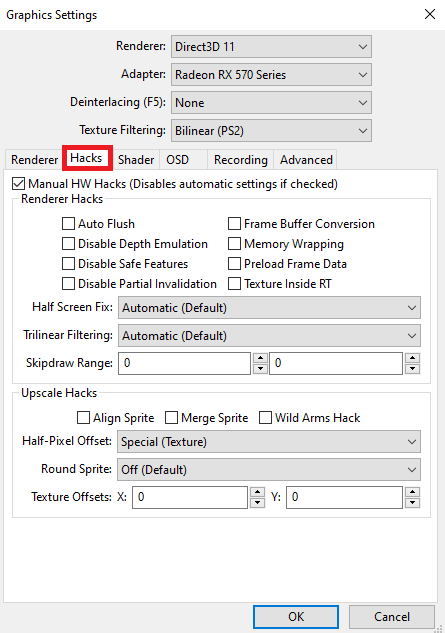 Graphics Settings
Renderer: Direct3D 11
Adapter: Radeon RX 570 Series
Deinterlacing (F5): None
Texture Filtering: Bilinear (PS2)
Renderer Hacks Shader OSD Recording Advanced
Manual HW Hacks (Disables automatic settings if checked)
Renderer Hacks
Auto Flush Frame Buffer Conversion
Disable Depth Emulation Memory Wrapping
Disable Safe Features Preload Frame Data
Disable Partial Invalidation Texture Inside RT
Half Screen Fix: Automatic (Default)
Trilinear Filtering: Automatic (Default)
Skipdraw Range: 0 0
Upscale Hacks
Align Sprite Merge Sprite Wild Arms Hack
Half-Pixel Offset: Special (Texture)
Round Sprite: Off (Default)
Texture Offsets: X: 0 Y: 0
OK Cancel